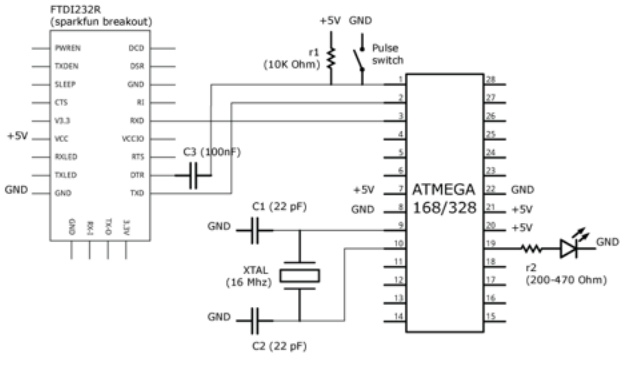 FTDI232R
(sparkfun breakout)
PWREN
TXDEN
SLEEP
CTS
V3.3
VCC
RXLED
TXLED
GND
DCD
DSR
GND
RI
RXD
VCCIO
RTS
DTR
TXD
GND
RX-I
TX-O
3.3V
+5V
GND
C3 (100nF)
+5V GND
r1
(10K Ohm)
Pulse
switch
1
2
3
4
5
6
7
8
9
10
11
12
13
14
28
27
26
25
24
23
22
21
20
19
18
17
16
15
ATMEGA
168/328
+5V
GND
GND
+5V
+5V
C1 (22 pF)
GND
XTAL
(16 Mhz)
GND
C2 (22 pF)
r2
(200-470 Ohm)
GND